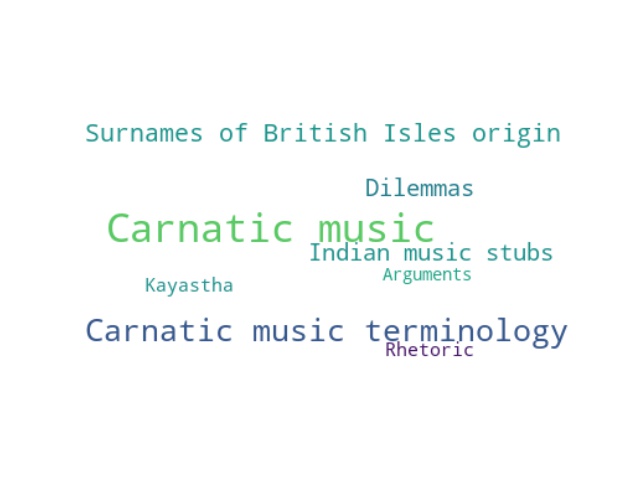 Surnames of British Isles origin
Dilemmas
Carnatic music
Indian music stubs
Arguments
Kayastha
Carnatic music terminology
Rhetoric